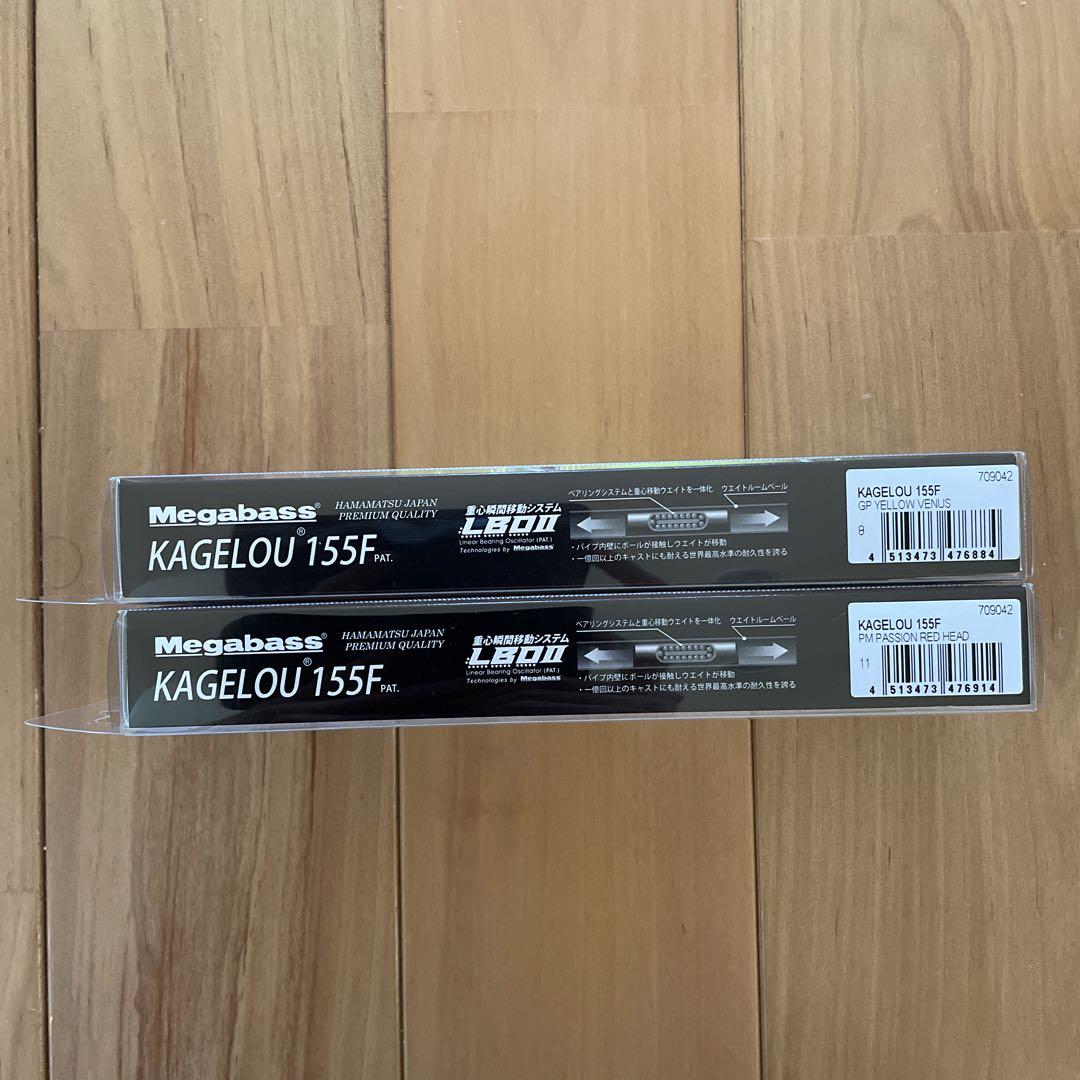 Megabass®
HAMAMATSU JAPAN
PREMIUM QUALITY
KAGELOU® 155F PAT.
重心瞬間移動システム
LBOII
Linear Bearing Oscillator (PAT.)
Technologies by Megabass®
ベアリングシステムと重心移動ウエイトを一体化
ウエイトルームペール
・パイプ内壁にボールが接触しウエイトが移動
・一億回以上のキャストにも耐える世界最高水準の耐久性を誇る
709042
KAGELOU 155F
GP YELLOW VENUS
8
4 513473 476884
Megabass®
HAMAMATSU JAPAN
PREMIUM QUALITY
KAGELOU® 155F PAT.
重心瞬間移動システム
LBOII
Linear Bearing Oscillator (PAT.)
Technologies by Megabass®
ベアリングシステムと重心移動ウエイトを一体化
ウエイトルームペール
・パイプ内壁にボールが接触しウエイトが移動
・一億回以上のキャストにも耐える世界最高水準の耐久性を誇る
709042
KAGELOU 155F
PM PASSION RED HEAD
11
4 513473 476914